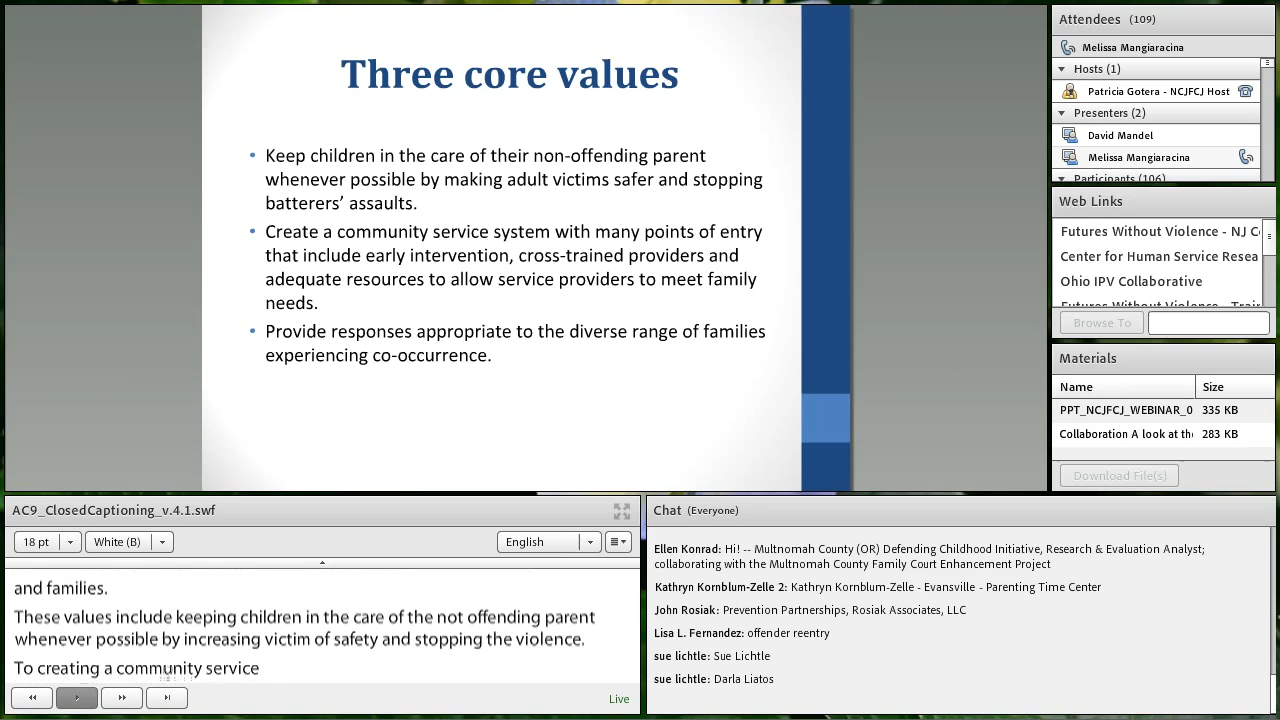 Three core values
• Keep children in the care of their non-offending parent
whenever possible by making adult victims safer and stopping
batterers’ assaults.
• Create a community service system with many points of entry
that include early intervention, cross-trained providers and
adequate resources to allow service providers to meet family
needs.
• Provide responses appropriate to the diverse range of families
experiencing co-occurrence.
Attendees (109)
Melissa Mangiaracina
Hosts (1)
Patricia Gotera - NCJFCJ Host
Presenters (2)
David Mandel
Melissa Mangiaracina
Participants (106)
Web Links
Futures Without Violence - NJ
Center for Human Service
Ohio IPV Collaborative
Futures Without Violence -
Browse To
Materials
Name Size
PPT_NCJFCJ_WEBINAR_0 335 KB
Collaboration A look at 283 KB
Download File(s)
AC9_ClosedCaptioning_v.4.1.swf
18 pt White (B) English
and families.
These values include keeping children in the care of the not offending parent
whenever possible by increasing victim of safety and stopping the violence.
To creating a community service
Live
Chat (Everyone)
Ellen Konrad: Hi! -- Multnomah County (OR) Defending Childhood Initiative, Research & Evaluation Analyst;
collaborating with the Multnomah County Family Court Enhancement Project
Kathryn Kornblum-Zelle 2: Kathryn Kornblum-Zelle - Evansville - Parenting Time Center
John Rosiak: Prevention Partnerships, Rosiak Associates, LLC
Lisa L. Fernandez: offender reentry
sue lichtle: Sue Lichtle
sue lichtle: Darla Liatos